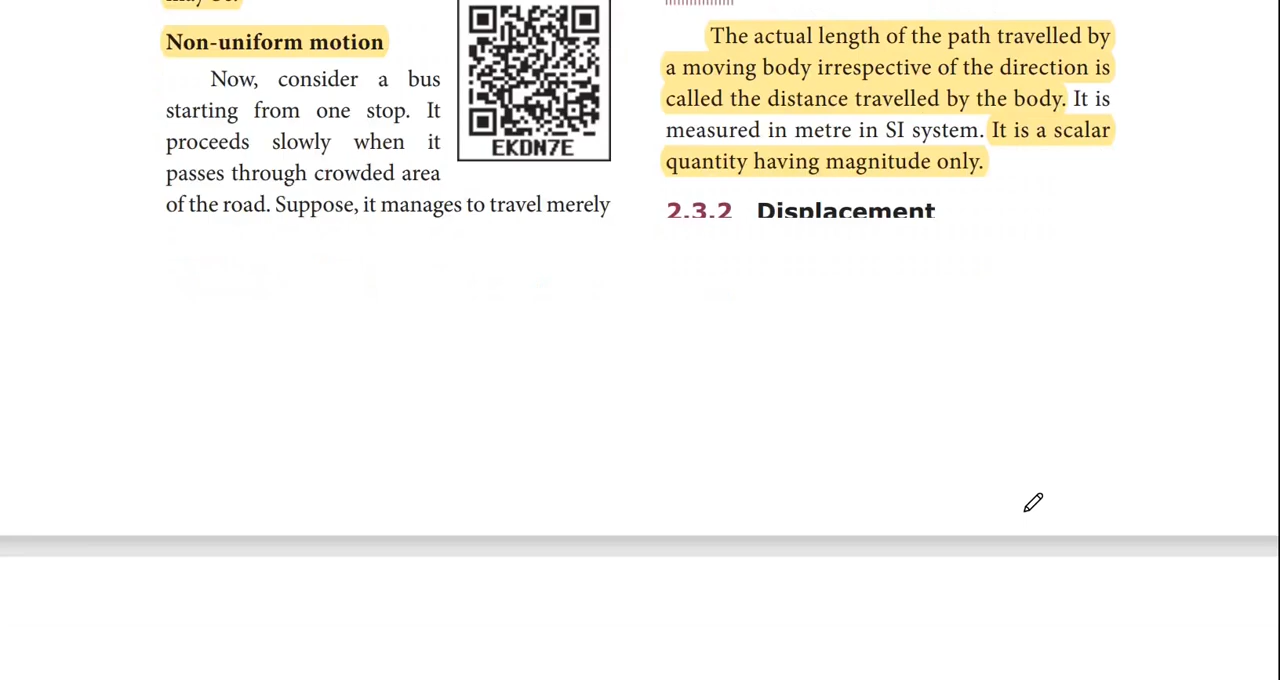 may be.
Non-uniform motion
Now, consider a bus
starting from one stop. It
proceeds slowly when it
passes through crowded area
of the road. Suppose, it manages to travel merely
EKDN7E
The actual length of the path travelled by
a moving body irrespective of the direction is
called the distance travelled by the body. It is
measured in metre in SI system. It is a scalar
quantity having magnitude only.
2.3.2 Displacement